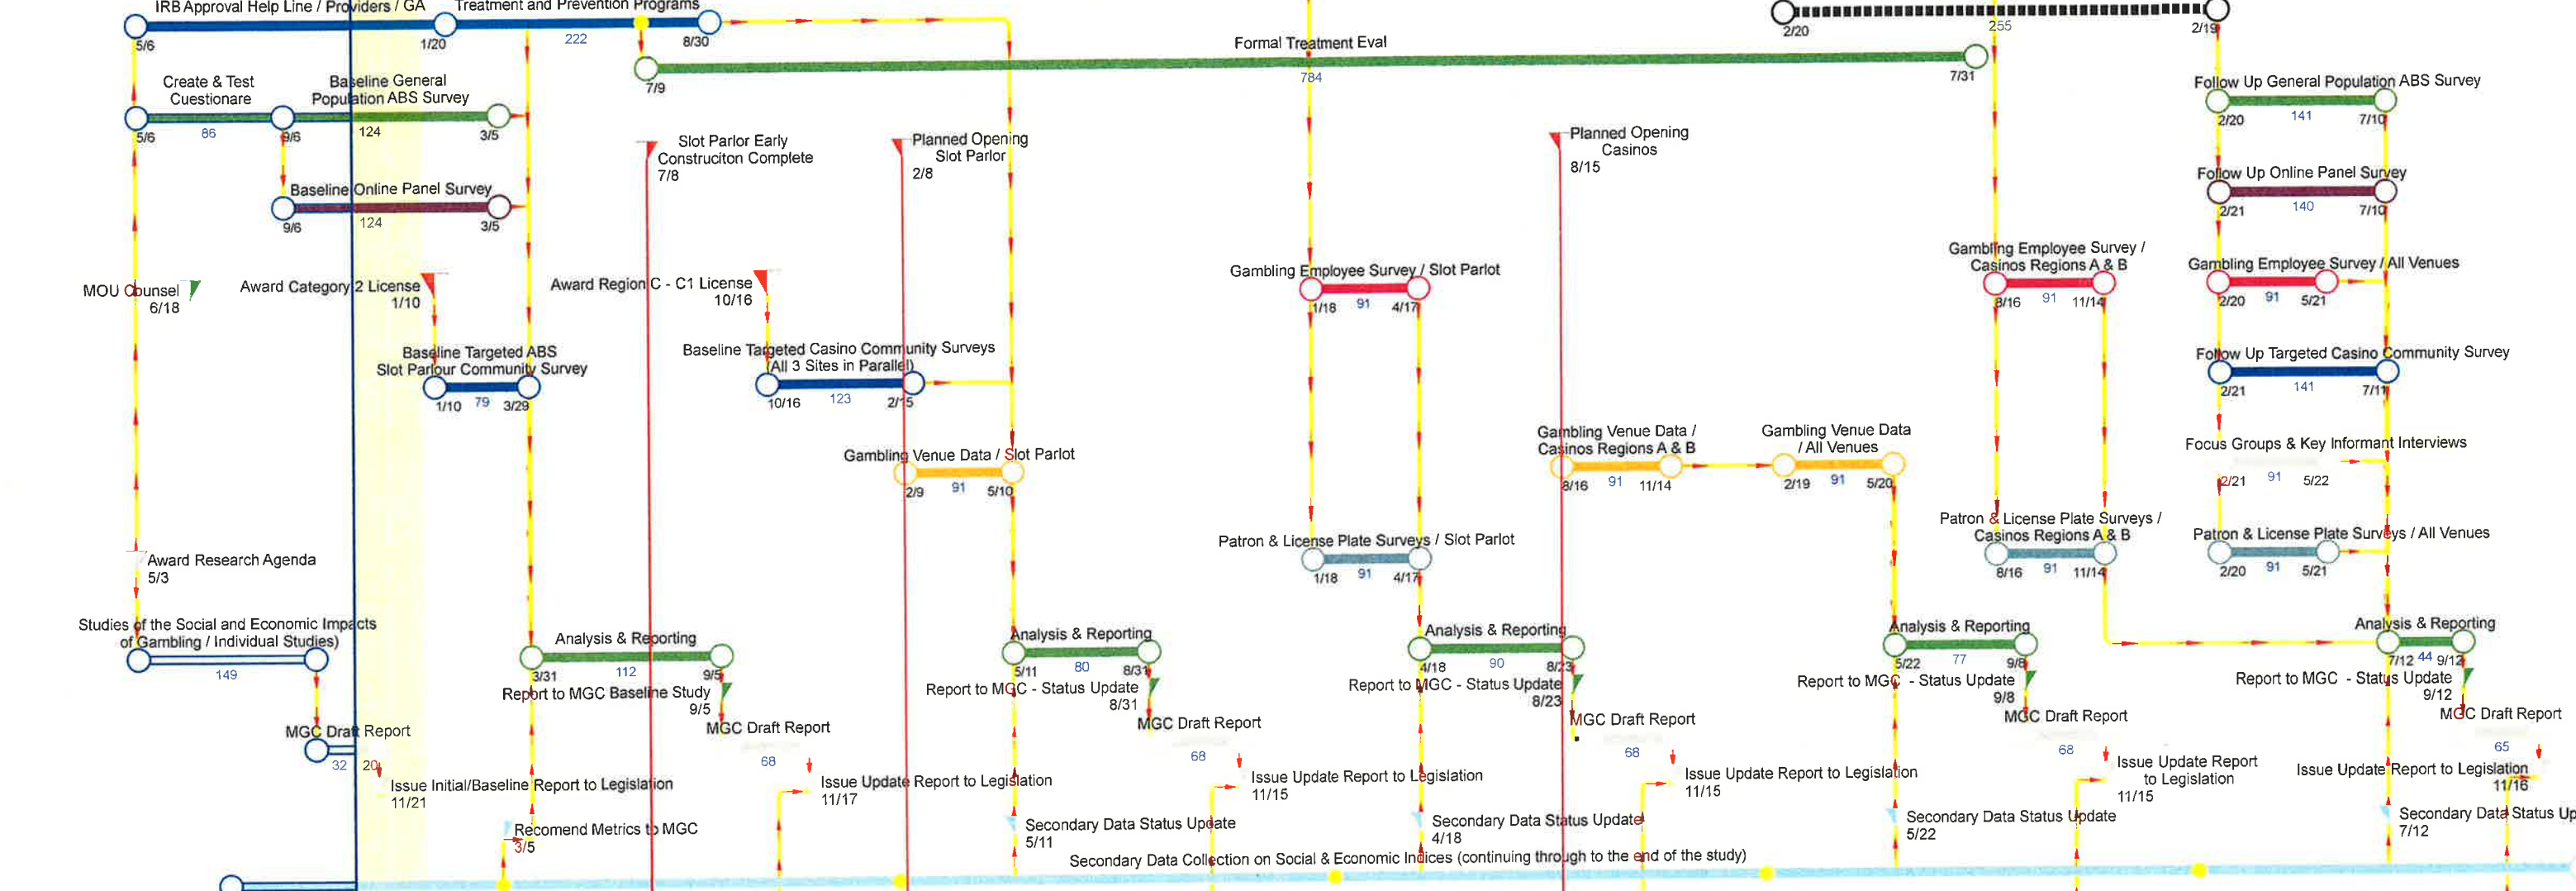 IRB Approval Help Line / Providers / GA
Treatment and Prevention Programs
5/6
1/20
222
8/30
2/20
255
2/19
Formal Treatment Eval
7/9
784
7/31
Create & Test
Cuestionare
Baseline General
Population ABS Survey
5/6
86
9/6
124
3/5
Follow Up General Population ABS Survey
2/20
141
7/10
Slot Parlor Early
Construciton Complete
7/8
Planned Opening
Slot Parlor
2/8
Planned Opening
Casinos
8/15
Baseline Online Panel Survey
9/6
124
3/5
Follow Up Online Panel Survey
2/21
140
7/10
MOU Counsel
6/18
Award Category 2 License
1/10
Award Region C - C1 License
10/16
Gambling Employee Survey / Slot Parlot
1/18
91
4/17
Gambling Employee Survey /
Casinos Regions A & B
8/16
91
11/14
Gambling Employee Survey / All Venues
2/20
91
5/21
Baseline Targeted ABS
Slot Parlour Community Survey
1/10
79
3/29
Baseline Targeted Casino Community Surveys
(All 3 Sites in Parallel)
10/16
123
2/15
Follow Up Targeted Casino Community Survey
2/21
141
7/11
Gambling Venue Data / Slot Parlot
2/9
91
5/10
Gambling Venue Data /
Casinos Regions A & B
8/16
91
11/14
Gambling Venue Data
/ All Venues
2/19
91
5/20
Focus Groups & Key Informant Interviews
2/21
91
5/22
Patron & License Plate Surveys / Slot Parlot
1/18
91
4/17
Patron & License Plate Surveys /
Casinos Regions A & B
8/16
91
11/14
Patron & License Plate Surveys / All Venues
2/20
91
5/21
Award Research Agenda
5/3
Studies of the Social and Economic Impacts
of Gambling / Individual Studies)
149
Analysis & Reporting
3/31
112
9/5
Report to MGC Baseline Study
9/5
Analysis & Reporting
5/11
80
8/31
Report to MGC - Status Update
8/31
Analysis & Reporting
4/18
90
8/23
Report to MGC - Status Update
8/23
Analysis & Reporting
5/22
77
9/8
Report to MGC - Status Update
9/8
Analysis & Reporting
7/12
44
9/12
Report to MGC - Status Update
9/12
MGC Draft Report
32
20
MGC Draft Report
68
MGC Draft Report
68
MGC Draft Report
68
MGC Draft Report
68
MGC Draft Report
65
Issue Initial/Baseline Report to Legislation
11/21
Issue Update Report to Legislation
11/17
Issue Update Report to Legislation
11/15
Issue Update Report to Legislation
11/15
Issue Update Report
to Legislation
11/15
Issue Update Report to Legislation
11/16
Recomend Metrics to MGC
3/5
Secondary Data Status Update
5/11
Secondary Data Status Update
4/18
Secondary Data Status Update
5/22
Secondary Data Status Up
7/12
Secondary Data Collection on Social & Economic Indices (continuing through to the end of the study)